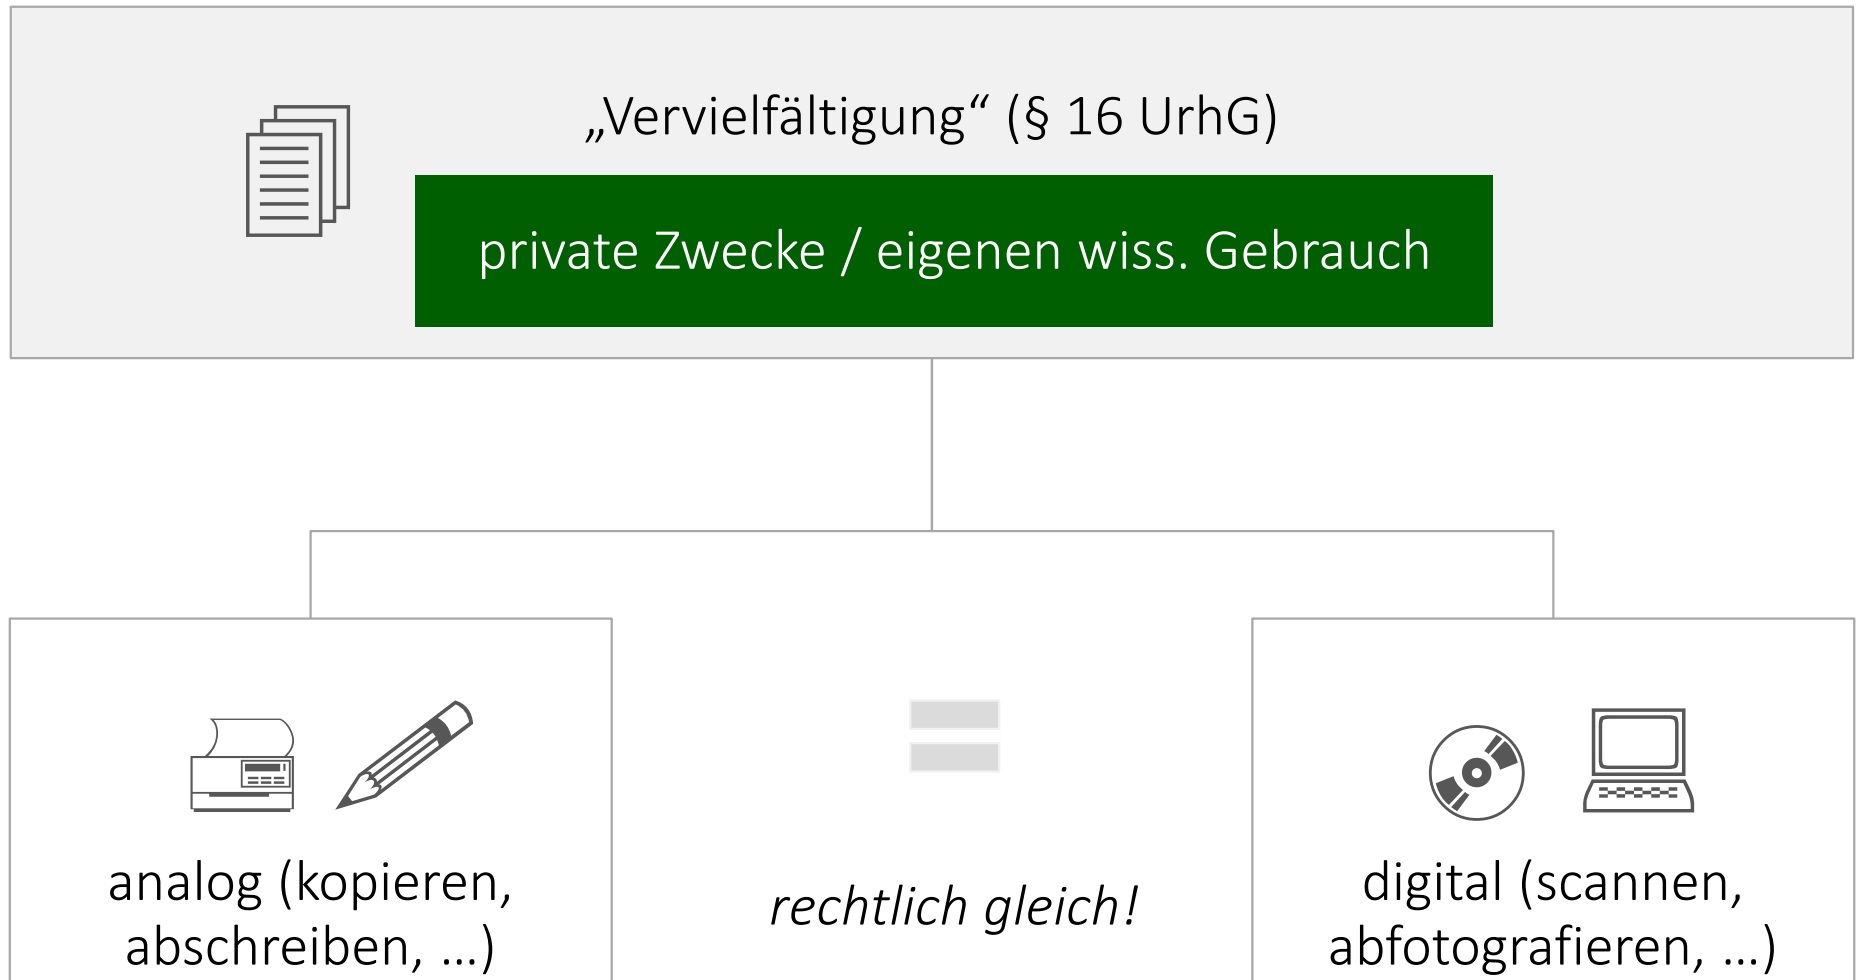 „Vervielfältigung“ (§ 16 UrhG)
private Zwecke / eigenen wiss. Gebrauch
analog (kopieren,
abschreiben, ...)
rechtlich gleich!
digital (scannen,
abfotografieren, ...)